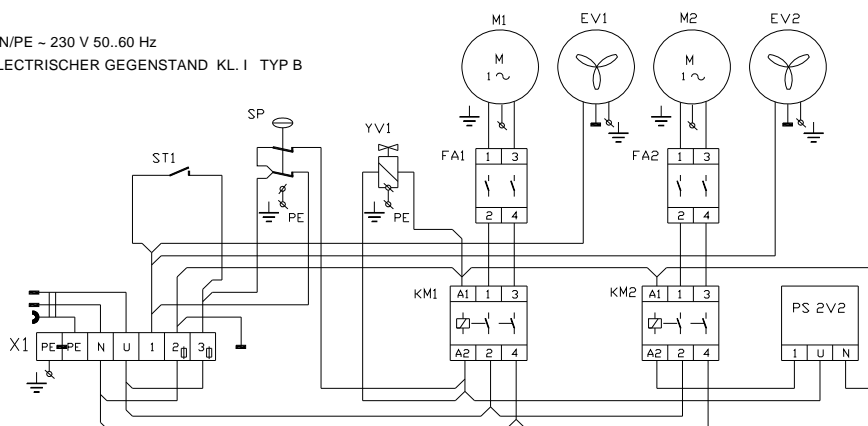 N/PE ~ 230 V 50..60 Hz
LECTRISCHER GEGENSTAND KL. I TYP B
M1
EV1
M2
EV2
M
1 ~
M
1 ~
SP
YV1
ST1
FA1
1 3
2 4
FA2
1 3
2 4
PE
PE
KM1
A1 1 3
A2 2 4
KM2
A1 1 3
A2 2 4
PS 2V2
1 U N
X1
PE PE N U 1 2 3